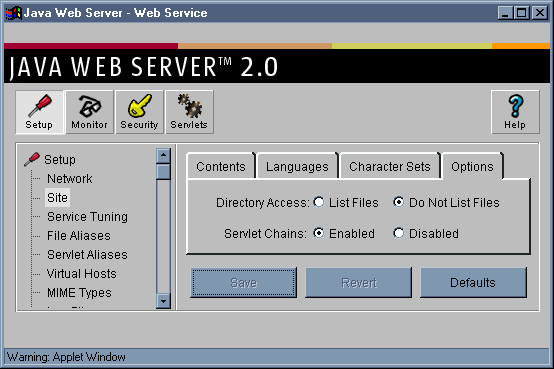 Java Web Server - Web Service
JAVA WEB SERVER™ 2.0
Setup Monitor Security Servlets Help
Setup
Network
Site
Service Tuning
File Aliases
Servlet Aliases
Virtual Hosts
MIME Types
Contents Languages Character Sets Options
Directory Access: List Files Do Not List Files
Servlet Chains: Enabled Disabled
Save Revert Defaults
Warning: Applet Window